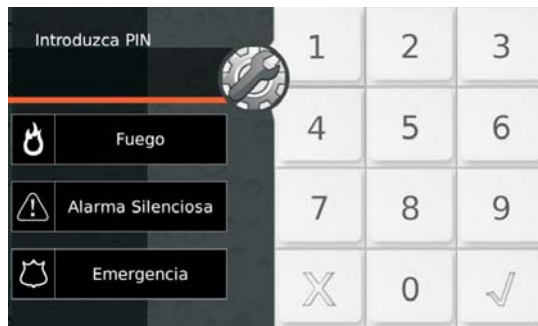 Introduzca PIN
Fuego
Alarma Silenciosa
Emergencia
1 2 3
4 5 6
7 8 9
X 0 √